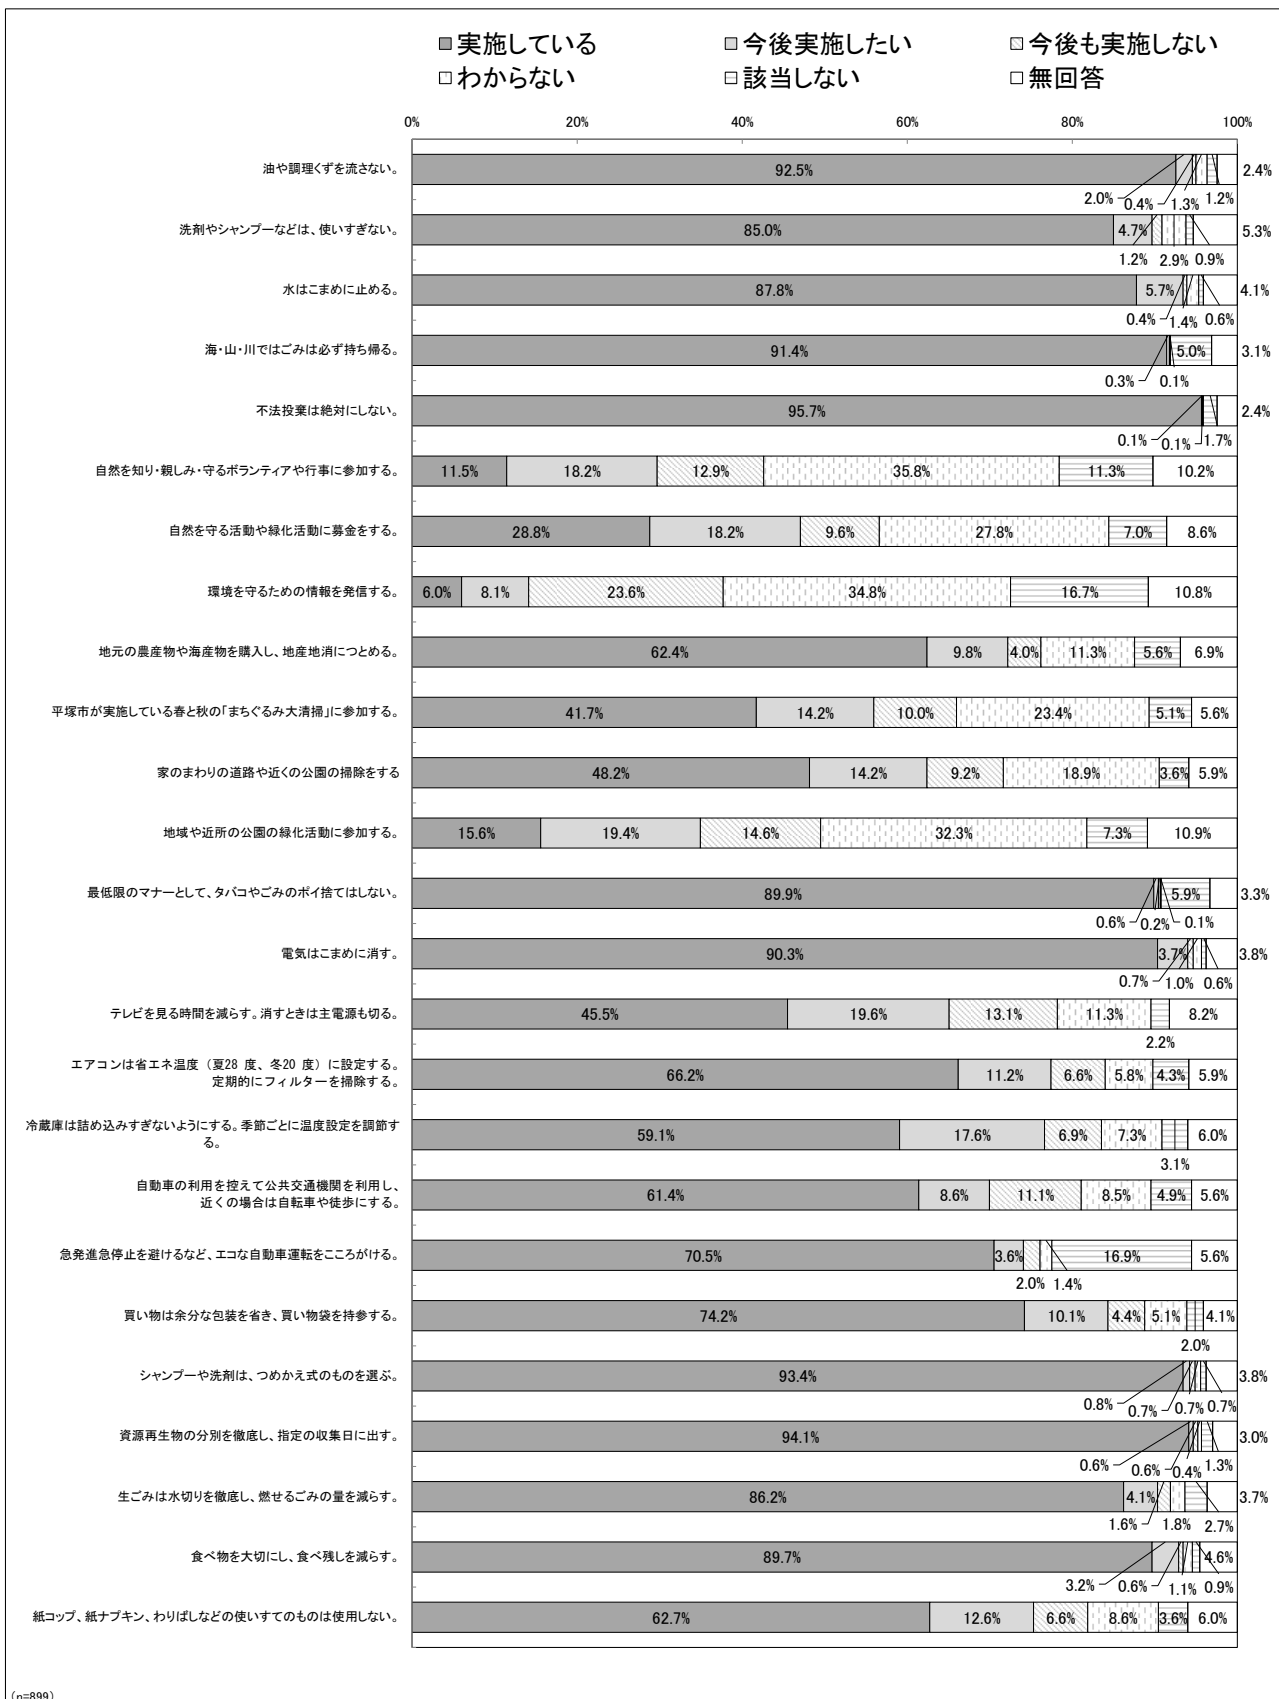 実施している 今後実施したい 今後も実施しない
わからない 該当しない 無回答
0% 20% 40% 60% 80% 100%
油や調理くずを流さない。 92.5% 2.4%
2.0% 0.4% 1.3% 1.2%
洗剤やシャンプーなどは、使いすぎない。 85.0% 4.7% 5.3%
1.2% 2.9% 0.9%
水はこまめに止める。 87.8% 5.7% 4.1%
0.4% 1.4% 0.6%
海・山・川ではごみは必ず持ち帰る。 91.4% 5.0% 3.1%
0.3% 0.1%
不法投棄は絶対にしない。 95.7% 2.4%
0.1% 0.1% 1.7%
自然を知り・親しみ・守るボランティアや行事に参加する。 11.5% 18.2% 12.9% 35.8% 11.3% 10.2%
自然を守る活動や緑化活動に募金をする。 28.8% 18.2% 9.6% 27.8% 7.0% 8.6%
環境を守るための情報を発信する。 6.0% 8.1% 23.6% 34.8% 16.7% 10.8%
地元の農産物や海産物を購入し、地産地消につとめる。 62.4% 9.8% 4.0% 11.3% 5.6% 6.9%
平塚市が実施している春と秋の「まちぐるみ大清掃」に参加する。 41.7% 14.2% 10.0% 23.4% 5.1% 5.6%
家のまわりの道路や近くの公園の掃除をする 48.2% 14.2% 9.2% 18.9% 3.6% 5.9%
地域や近所の公園の緑化活動に参加する。 15.6% 19.4% 14.6% 32.3% 7.3% 10.9%
最低限のマナーとして、タバコやごみのポイ捨てはしない。 89.9% 5.9% 3.3%
0.6% 0.2% 0.1%
電気はこまめに消す。 90.3% 3.7% 3.8%
0.7% 1.0% 0.6%
テレビを見る時間を減らす。消すときは主電源も切る。 45.5% 19.6% 13.1% 11.3% 8.2%
2.2%
エアコンは省エネ温度（夏28 度、冬20 度）に設定する。
定期的にフィルターを掃除する。 66.2% 11.2% 6.6% 5.8% 4.3% 5.9%
冷蔵庫は詰め込みすぎないようにする。季節ごとに温度設定を調節す
る。 59.1% 17.6% 6.9% 7.3% 6.0%
3.1%
自動車の利用を控えて公共交通機関を利用し、
近くの場合は自転車や徒歩にする。 61.4% 8.6% 11.1% 8.5% 4.9% 5.6%
急発進急停止を避けるなど、エコな自動車運転をこころがける。 70.5% 3.6% 16.9% 5.6%
2.0% 1.4%
買い物は余分な包装を省き、買い物袋を持参する。 74.2% 10.1% 4.4% 5.1% 4.1%
2.0%
シャンプーや洗剤は、つめかえ式のものを選ぶ。 93.4% 3.8%
0.8% 0.7% 0.7% 0.7%
資源再生物の分別を徹底し、指定の収集日に出す。 94.1% 3.0%
0.6% 0.6% 0.4% 1.3%
生ごみは水切りを徹底し、燃せるごみの量を減らす。 86.2% 4.1% 3.7%
1.6% 1.8% 2.7%
食べ物を大切にし、食べ残しを減らす。 89.7% 4.6%
3.2% 0.6% 1.1% 0.9%
紙コップ、紙ナプキン、わりばしなどの使いすてのものは使用しない。 62.7% 12.6% 6.6% 8.6% 3.6% 6.0%
(n=899)